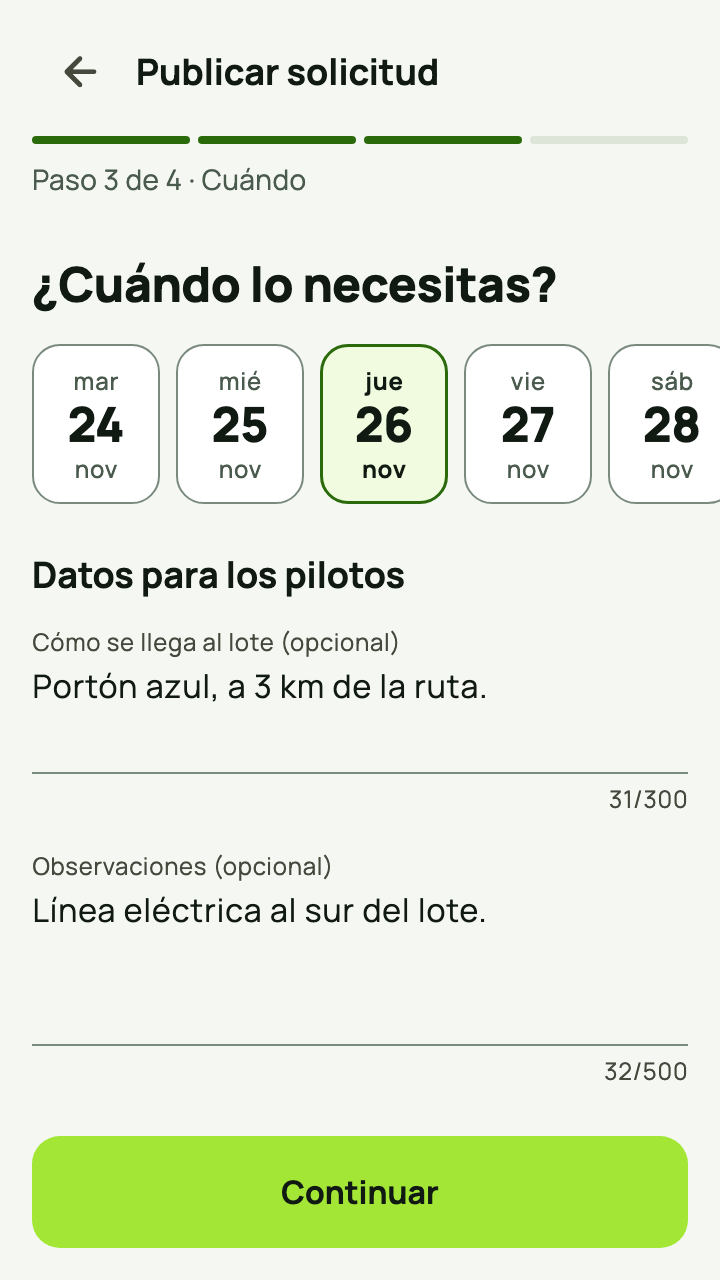 Publicar solicitud
Paso 3 de 4 · Cuándo
¿Cuándo lo necesitas?
mar mié jue vie sáb
24 25 26 27 28
nov nov nov nov nov
Datos para los pilotos
Cómo se llega al lote (opcional)
Portón azul, a 3 km de la ruta.
31/300
Observaciones (opcional)
Línea eléctrica al sur del lote.
32/500
Continuar